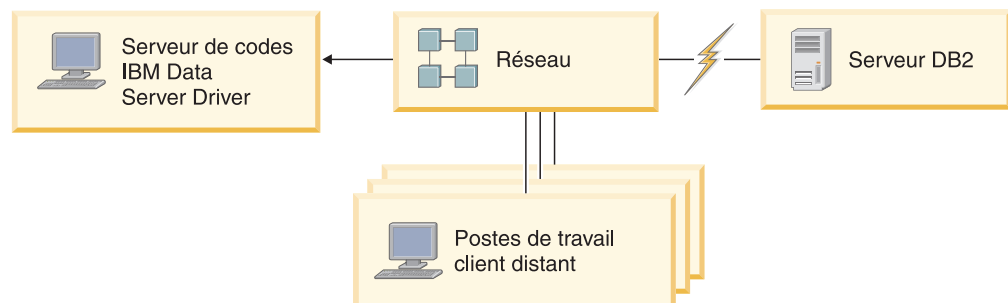 Serveur de codes
IBM Data
Server Driver
Réseau
Serveur DB2
Postes de travail
client distant